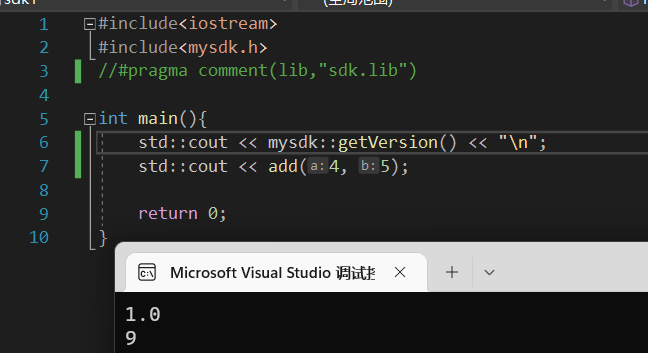 (全局范围)
1 #include<iostream>
2 #include<mysdk.h>
3 //#pragma comment(lib,"sdk.lib")
4
5 int main(){
6 std::cout << mysdk::getVersion() << "\n";
7 std::cout << add(a:4, b:5);
8
9 return 0;
10 }
Microsoft Visual Studio 调试
1.0
9